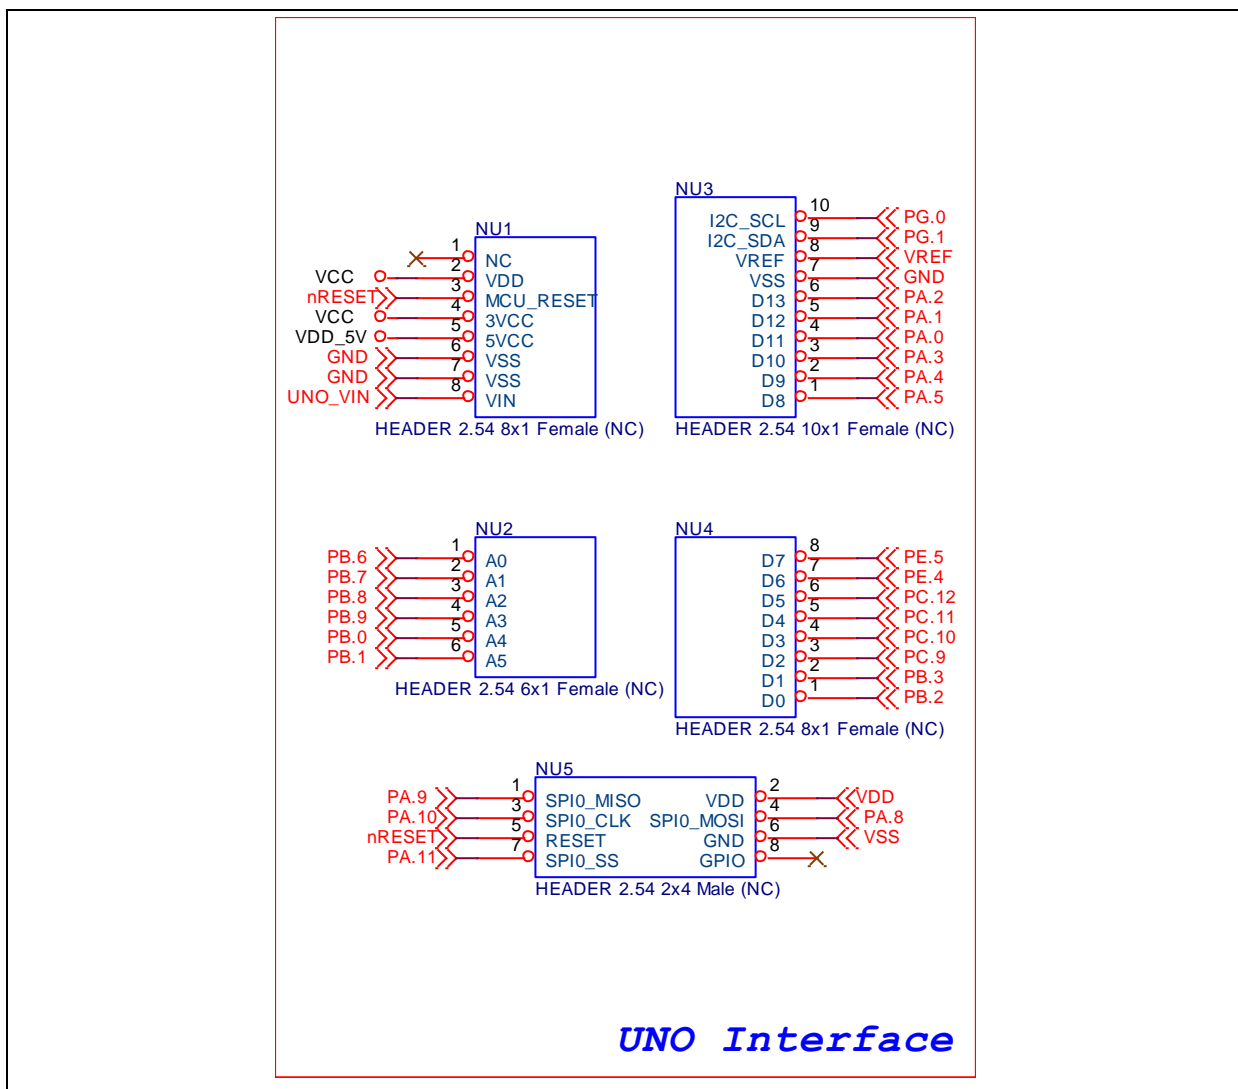 NU1
1 NC
VCC 2 VDD
nRESET 3 MCU_RESET
VCC 4 3VCC
VDD_5V 5 5VCC
GND 6 VSS
GND 7 VSS
UNO_VIN 8 VIN
HEADER 2.54 8x1 Female (NC)
NU3
I2C_SCL 10 PG.0
I2C_SDA 9 PG.1
VREF 8 VREF
VSS 7 GND
D13 6 PA.2
D12 5 PA.1
D11 4 PA.0
D10 3 PA.3
D9 2 PA.4
D8 1 PA.5
HEADER 2.54 10x1 Female (NC)
NU2
PB.6 1 A0
PB.7 2 A1
PB.8 3 A2
PB.9 4 A3
PB.0 5 A4
PB.1 6 A5
HEADER 2.54 6x1 Female (NC)
NU4
D7 8 PE.5
D6 7 PE.4
D5 6 PC.12
D4 5 PC.11
D3 4 PC.10
D2 3 PC.9
D1 2 PB.3
D0 1 PB.2
HEADER 2.54 8x1 Female (NC)
NU5
PA.9 1 SPI0_MISO VDD 2 VDD
PA.10 3 SPI0_CLK SPI0_MOSI 4 PA.8
nRESET 5 RESET GND 6 VSS
PA.11 7 SPI0_SS GPIO 8
HEADER 2.54 2x4 Male (NC)
UNO Interface